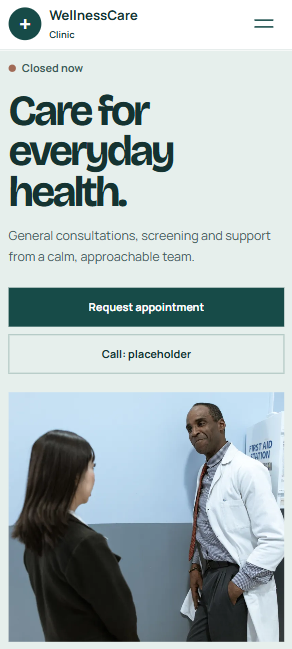 WellnessCare
Clinic
Closed now
Care for
everyday
health.
General consultations, screening and support
from a calm, approachable team.
Request appointment
Call: placeholder
FIRST AID
STATION